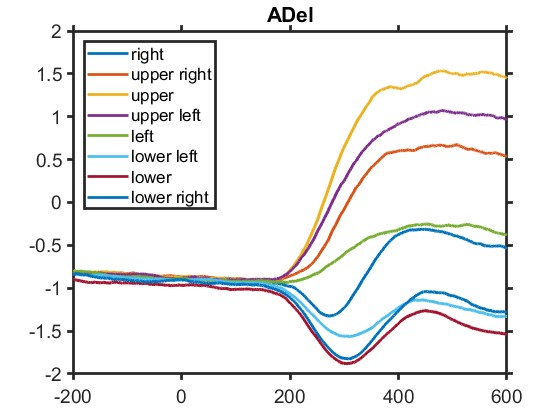 ADel
2
1.5
1
0.5
0
-0.5
-1
-1.5
-2
right
upper right
upper
upper left
left
lower left
lower
lower right
-200 0 200 400 600